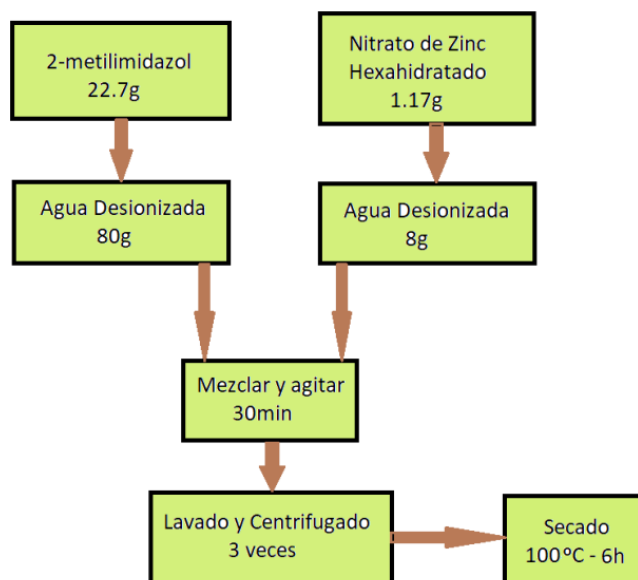 2-metilimidazol
22.7g
Nitrato de Zinc
Hexahidratado
1.17g
Agua Desionizada
80g
Agua Desionizada
8g
Mezclar y agitar
30min
Lavado y Centrifugado
3 veces
Secado
100ºC - 6h